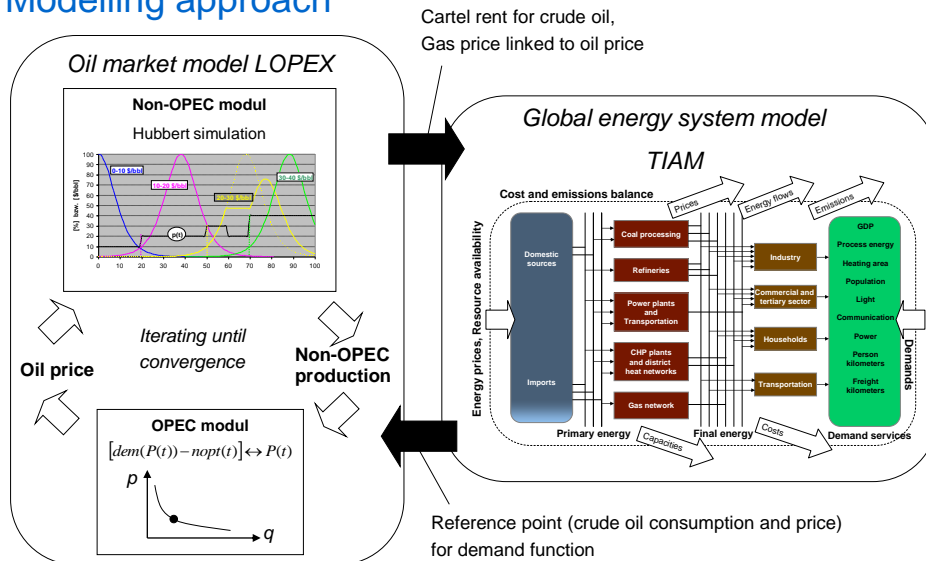 Modelling approach
Cartel rent for crude oil,
Gas price linked to oil price
Oil market model LOPEX
Non-OPEC modul
Hubbert simulation
[%] bzw. [$/bbl]
100
90
80
70
60
50
40
30
20
10
0
0-10 $/bbl
10-20 $/bbl
20-30 $/bbl
30-40 $/bbl
p(t)
0 10 20 30 40 50 60 70 80 90 100
Iterating until
convergence
Oil price
Non-OPEC
production
OPEC modul
[dem(P(t))−nopt(t)]↔P(t)
p
q
Global energy system model
TIAM
Cost and emissions balance
Prices
Energy flows
Emissions
Energy prices, Resource availability
Domestic
sources
Imports
Coal processing
Refineries
Power plants
and
Transportation
CHP plants
and district
heat networks
Gas network
Industry
Commercial and
tertiary sector
Households
Transportation
GDP
Process energy
Heating area
Population
Light
Communication
Power
Person
kilometers
Freight
kilometers
Demands
Primary energy
Capacities
Final energy
Costs
Demand services
Reference point (crude oil consumption and price)
for demand function